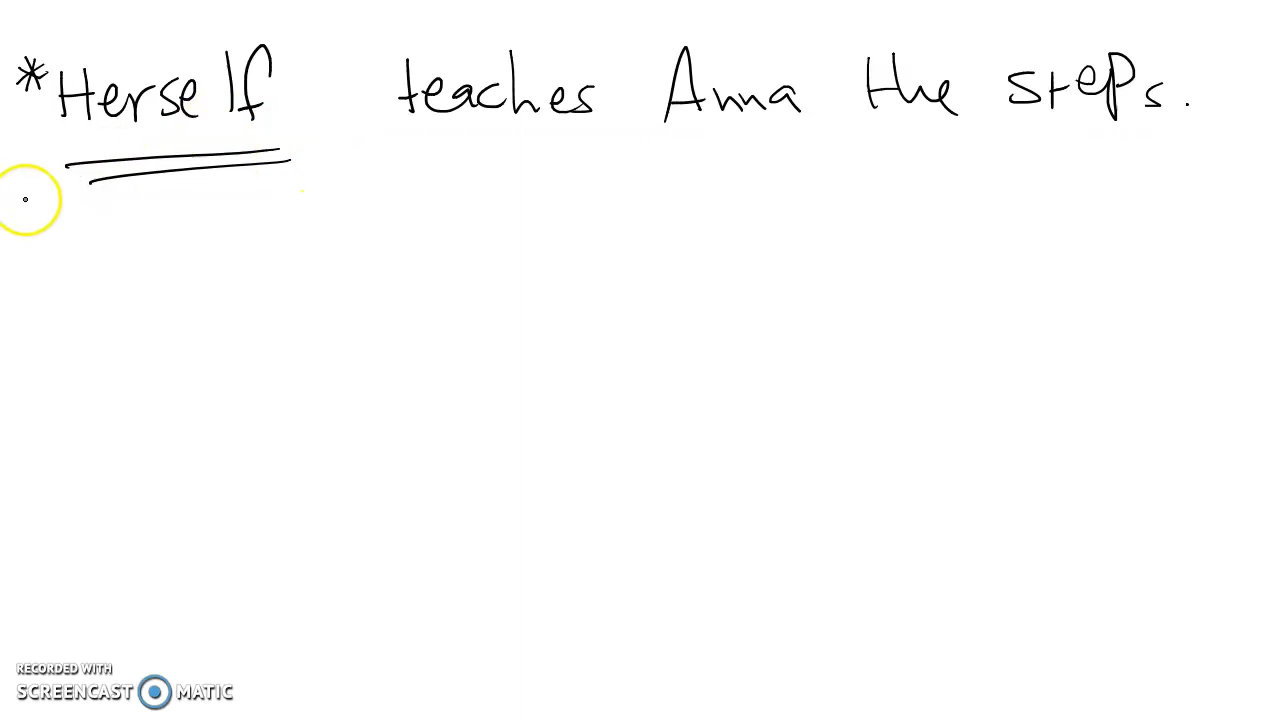 *Herself teaches Anna the steps.
RECORDED WITH
SCREENCAST MATIC